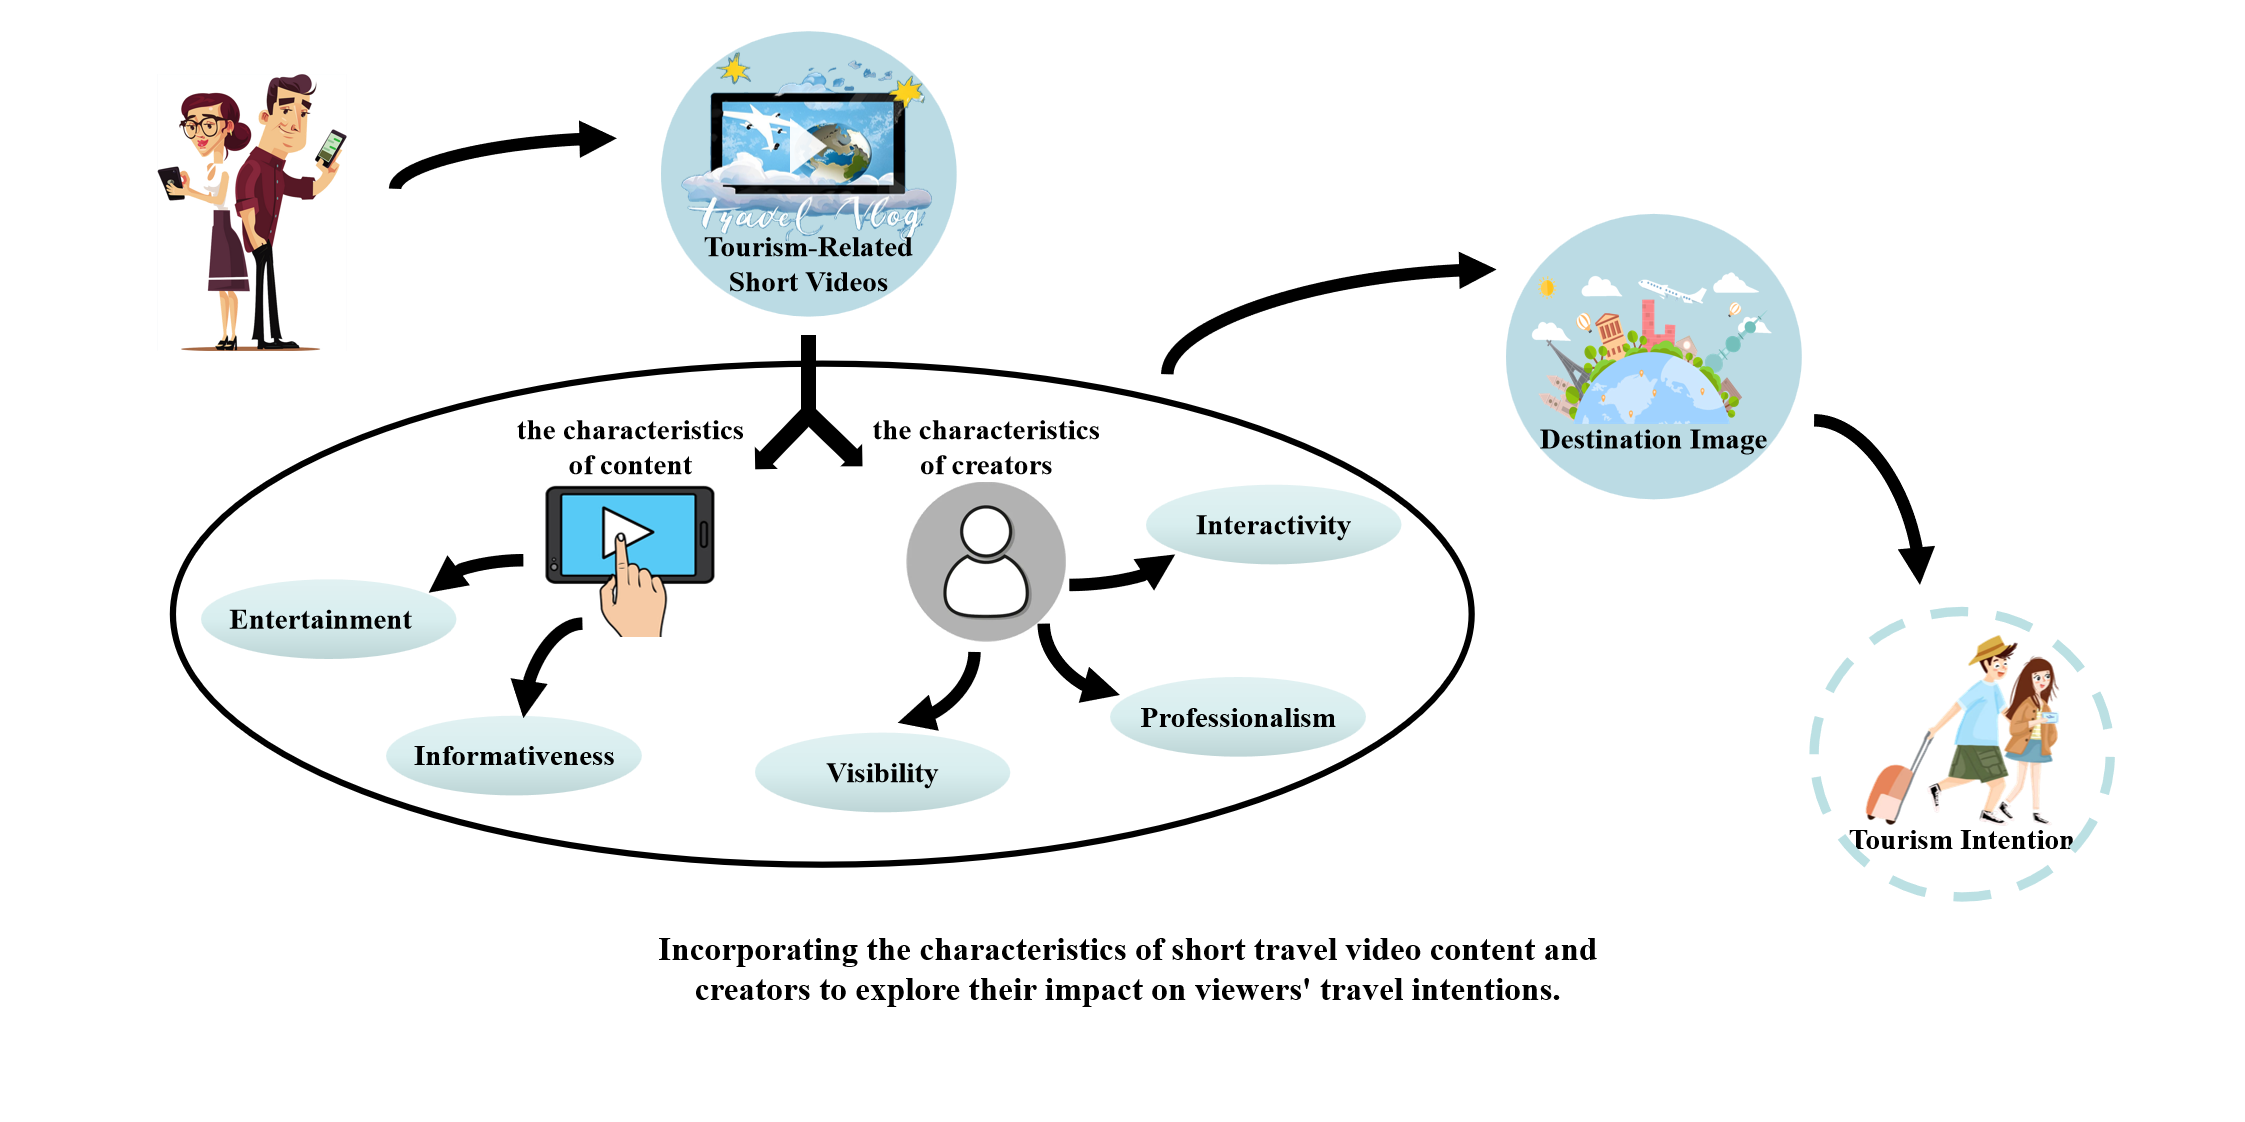 Travel Vlog
Tourism-Related
Short Videos
the characteristics
of content
the characteristics
of creators
Interactivity
Entertainment
Professionalism
Informativeness
Visibility
Destination Image
Tourism Intention
Incorporating the characteristics of short travel video content and
creators to explore their impact on viewers' travel intentions.